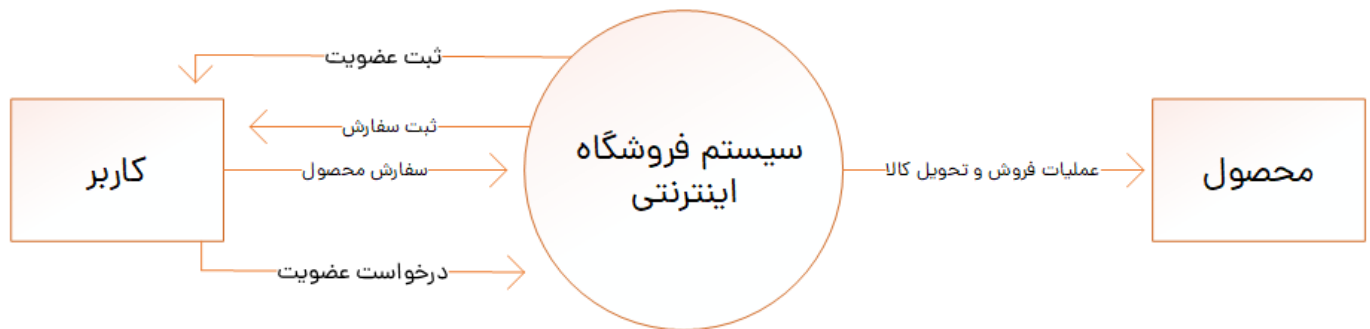 ثبت عضویت
ثبت سفارش
سفارش محصول
درخواست عضویت
کاربر
سیستم فروشگاه
اینترنتی
عملیات فروش و تحویل کالا
محصول